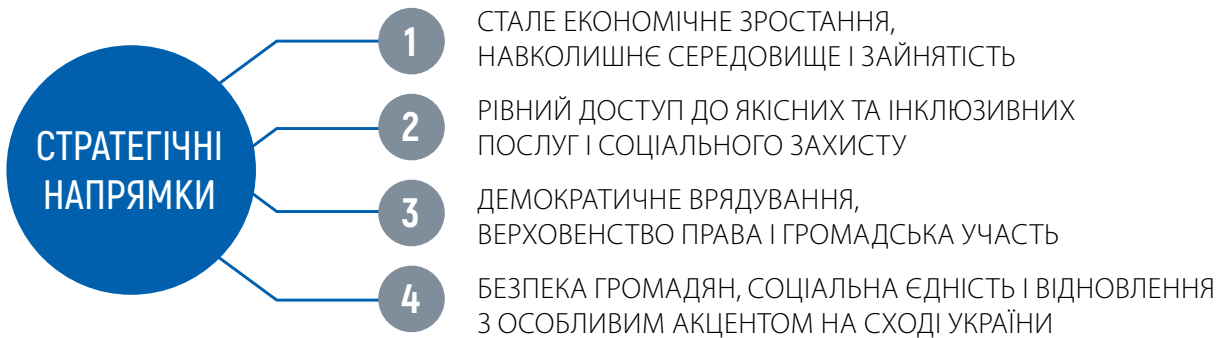 СТРАТЕГІЧНІ
НАПРЯМКИ
1
СТАЛЕ ЕКОНОМІЧНЕ ЗРОСТАННЯ,
НАВКОЛИШНЄ СЕРЕДОВИЩЕ І ЗАЙНЯТІСТЬ
2
РІВНИЙ ДОСТУП ДО ЯКІСНИХ ТА ІНКЛЮЗИВНИХ
ПОСЛУГ І СОЦІАЛЬНОГО ЗАХИСТУ
3
ДЕМОКРАТИЧНЕ ВРЯДУВАННЯ,
ВЕРХОВЕНСТВО ПРАВА І ГРОМАДСЬКА УЧАСТЬ
4
БЕЗПЕКА ГРОМАДЯН, СОЦІАЛЬНА ЄДНІСТЬ І ВІДНОВЛЕННЯ
З ОСОБЛИВИМ АКЦЕНТОМ НА СХОДІ УКРАЇНИ